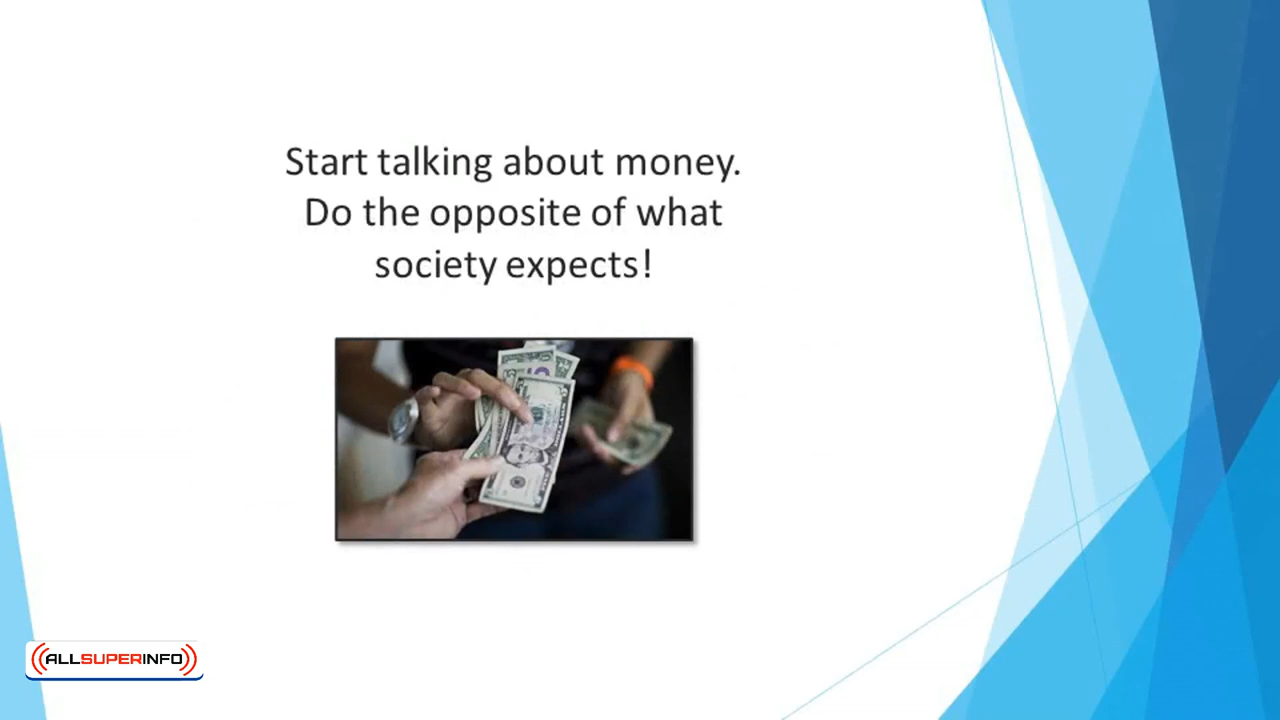 Start talking about money.
Do the opposite of what
society expects!
ALLSUPERINFO